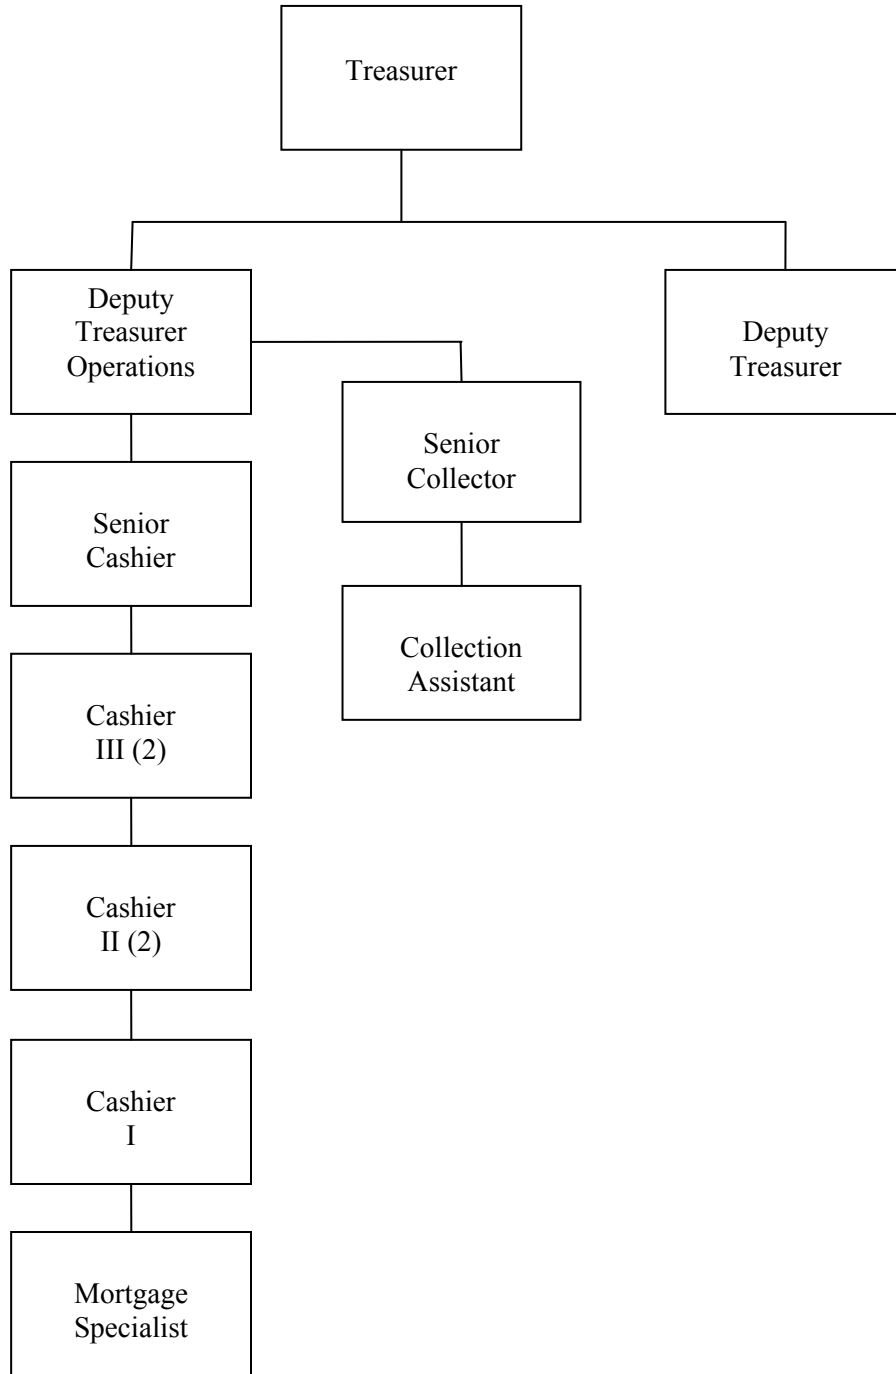 Treasurer
Deputy
Treasurer
Operations
Deputy
Treasurer
Senior
Collector
Senior
Cashier
Collection
Assistant
Cashier
III (2)
Cashier
II (2)
Cashier
I
Mortgage
Specialist